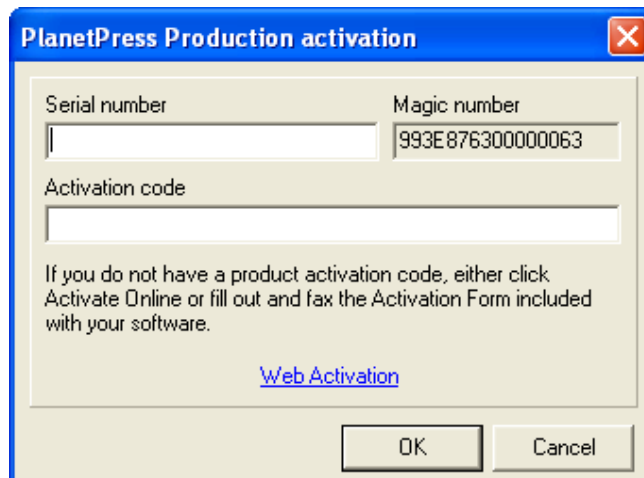 PlanetPress Production activation
Serial number
Magic number
993E876300000063
Activation code
If you do not have a product activation code, either click
Activate Online or fill out and fax the Activation Form included
with your software.
Web Activation
OK
Cancel